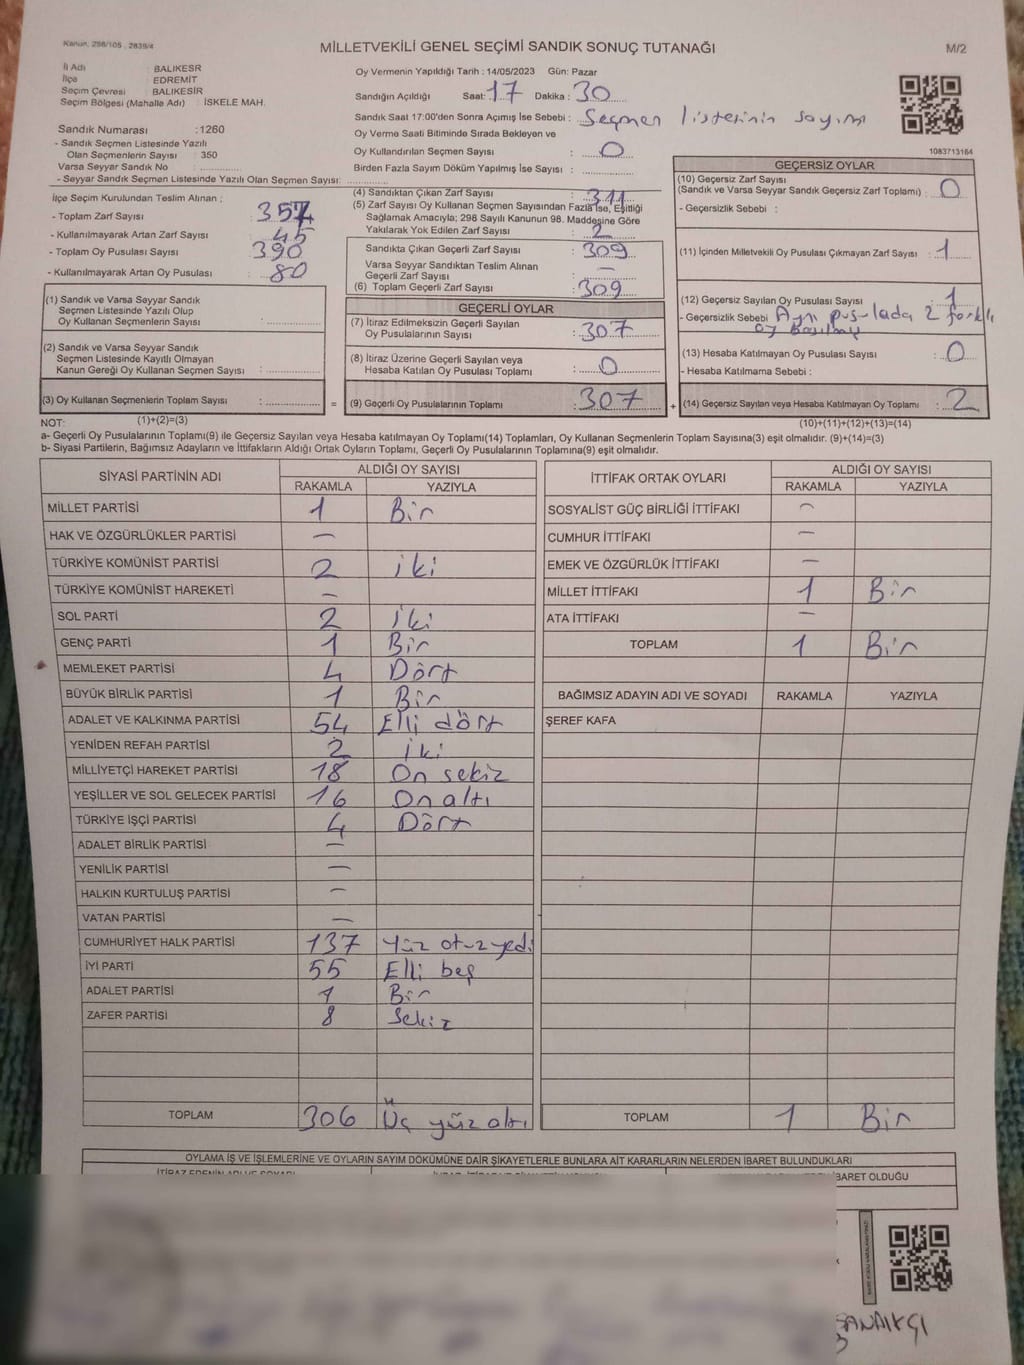 Kanun, 298/105 , 2839/4
MİLLETVEKİLİ GENEL SEÇİMİ SANDIK SONUÇ TUTANAĞI
M/2
İl Adı : BALIKESR
İlçe : EDREMIT
Seçim Çevresi : BALIKESİR
Seçim Bölgesi (Mahalle Adı) : İSKELE MAH.
Sandık Numarası :1260
- Sandık Seçmen Listesinde Yazılı
Olan Seçmenlerin Sayısı : 350
Varsa Seyyar Sandık No :
- Seyyar Sandık Seçmen Listesinde Yazılı Olan Seçmen Sayısı:
İlçe Seçim Kurulundan Teslim Alınan ;
- Toplam Zarf Sayısı : 357
- Kullanılmayarak Artan Zarf Sayısı : 45
- Toplam Oy Pusulası Sayısı : 390
- Kullanılmayarak Artan Oy Pusulası : 80
Oy Vermenin Yapıldığı Tarih : 14/05/2023 Gün: Pazar
Sandığın Açıldığı Saat: 17 Dakika : 30
Sandık Saat 17:00'den Sonra Açımış İse Sebebi : Seçmen listesinin sayımı
Oy Verme Saati Bitiminde Sırada Bekleyen ve
Oy Kullandırılan Seçmen Sayısı : 0
Birden Fazla Sayım Döküm Yapılmış İse Sayısı :
(4) Sandıktan Çıkan Zarf Sayısı : 311
(5) Zarf Sayısı Oy Kullanan Seçmen Sayısından Fazla İse, Eşitliği
Sağlamak Amacıyla; 298 Sayılı Kanunun 98. Maddesine Göre
Yakılarak Yok Edilen Zarf Sayısı : 2
Sandıkta Çıkan Geçerli Zarf Sayısı : 309
Varsa Seyyar Sandıktan Teslim Alınan
Geçerli Zarf Sayısı : –
(6) Toplam Geçerli Zarf Sayısı : 309
1083713164
GEÇERSİZ OYLAR
(10) Geçersiz Zarf Sayısı
(Sandık ve Varsa Seyyar Sandık Geçersiz Zarf Toplamı) : 0
- Geçersizlik Sebebi :
(11) İçinden Milletvekili Oy Pusulası Çıkmayan Zarf Sayısı : 1
(12) Geçersiz Sayılan Oy Pusulası Sayısı : 1
- Geçersizlik Sebebi : Aynı pusulada 2 farklı
oy
(13) Hesaba Katılmayan Oy Pusulası Sayısı : 0
- Hesaba Katılmama Sebebi :
(14) Geçersiz Sayılan veya Hesaba Katılmayan Oy Toplamı : 2
(10)+(11)+(12)+(13)=(14)
(1) Sandık ve Varsa Seyyar Sandık
Seçmen Listesinde Yazılı Olup
Oy Kullanan Seçmenlerin Sayısı :
(2) Sandık ve Varsa Seyyar Sandık
Seçmen Listesinde Kayıtlı Olmayan
Kanun Gereği Oy Kullanan Seçmen Sayısı :
(3) Oy Kullanan Seçmenlerin Toplam Sayısı : =
(1)+(2)=(3)
GEÇERLİ OYLAR
(7) İtiraz Edilmeksizin Geçerli Sayılan
Oy Pusulalarının Sayısı : 307
(8) İtiraz Üzerine Geçerli Sayılan veya
Hesaba Katılan Oy Pusulası Toplamı : 0
(9) Geçerli Oy Pusulalarının Toplamı : 307 +
NOT:
a- Geçerli Oy Pusulalarının Toplamı(9) ile Geçersiz Sayılan veya Hesaba katılmayan Oy Toplamı(14) Toplamları, Oy Kullanan Seçmenlerin Toplam Sayısına(3) eşit olmalıdır. (9)+(14)=(3)
b- Siyasi Partilerin, Bağımsız Adayların ve İttifakların Aldığı Ortak Oyların Toplamı, Geçerli Oy Pusulalarının Toplamına(9) eşit olmalıdır.
SİYASİ PARTİNİN ADI ALDIĞI OY SAYISI
RAKAMLA YAZIYLA
MİLLET PARTİSİ 1 Bir
HAK VE ÖZGÜRLÜKLER PARTİSİ –
TÜRKİYE KOMÜNİST PARTİSİ 2 iki
TÜRKİYE KOMÜNİST HAREKETİ –
SOL PARTİ 2 İki
GENÇ PARTİ 1 Bir
MEMLEKET PARTİSİ 4 Dört
BÜYÜK BİRLİK PARTİSİ 1 Bir
ADALET VE KALKINMA PARTİSİ 54 Elli dört
YENİDEN REFAH PARTİSİ 2 İki
MİLLİYETÇİ HAREKET PARTİSİ 18 On sekiz
YEŞİLLER VE SOL GELECEK PARTİSİ 16 On altı
TÜRKİYE İŞÇİ PARTİSİ 4 Dört
ADALET BİRLİK PARTİSİ –
YENİLİK PARTİSİ –
HALKIN KURTULUŞ PARTİSİ –
VATAN PARTİSİ –
CUMHURİYET HALK PARTİSİ 137 Yüz otuz yedi
İYİ PARTİ 55 Elli beş
ADALET PARTİSİ 1 Bir
ZAFER PARTİSİ 8 Sekiz
TOPLAM 306 Üç yüz altı
İTTİFAK ORTAK OYLARI ALDIĞI OY SAYISI
RAKAMLA YAZIYLA
SOSYALİST GÜÇ BİRLİĞİ İTTİFAKI –
CUMHUR İTTİFAKI –
EMEK VE ÖZGÜRLÜK İTTİFAKI –
MİLLET İTTİFAKI 1 Bir
ATA İTTİFAKI –
TOPLAM 1 Bir
BAĞIMSIZ ADAYIN ADI VE SOYADI RAKAMLA YAZIYLA
ŞEREF KAFA
TOPLAM 1 Bir
OYLAMA İŞ VE İŞLEMLERİNE VE OYLARIN SAYIM DÖKÜMÜNE DAİR ŞİKAYETLERLE BUNLARA AİT KARARLARIN NELERDEN İBARET BULUNDUKLARI
BARET OLDUĞU
SANDIKÇI